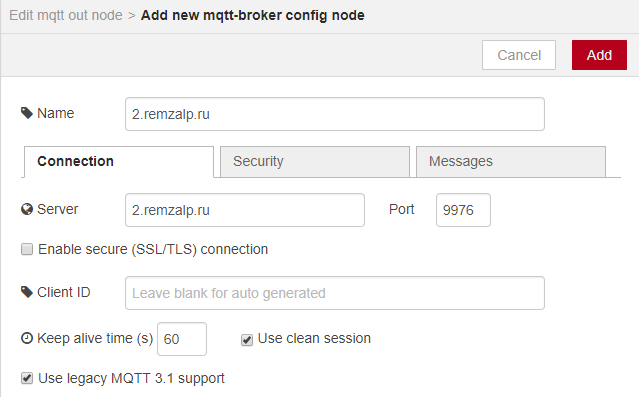 Edit mqtt out node > Add new mqtt-broker config node
Cancel Add
Name 2.remzalp.ru
Connection Security Messages
Server 2.remzalp.ru Port 9976
Enable secure (SSL/TLS) connection
Client ID Leave blank for auto generated
Keep alive time (s) 60 Use clean session
Use legacy MQTT 3.1 support